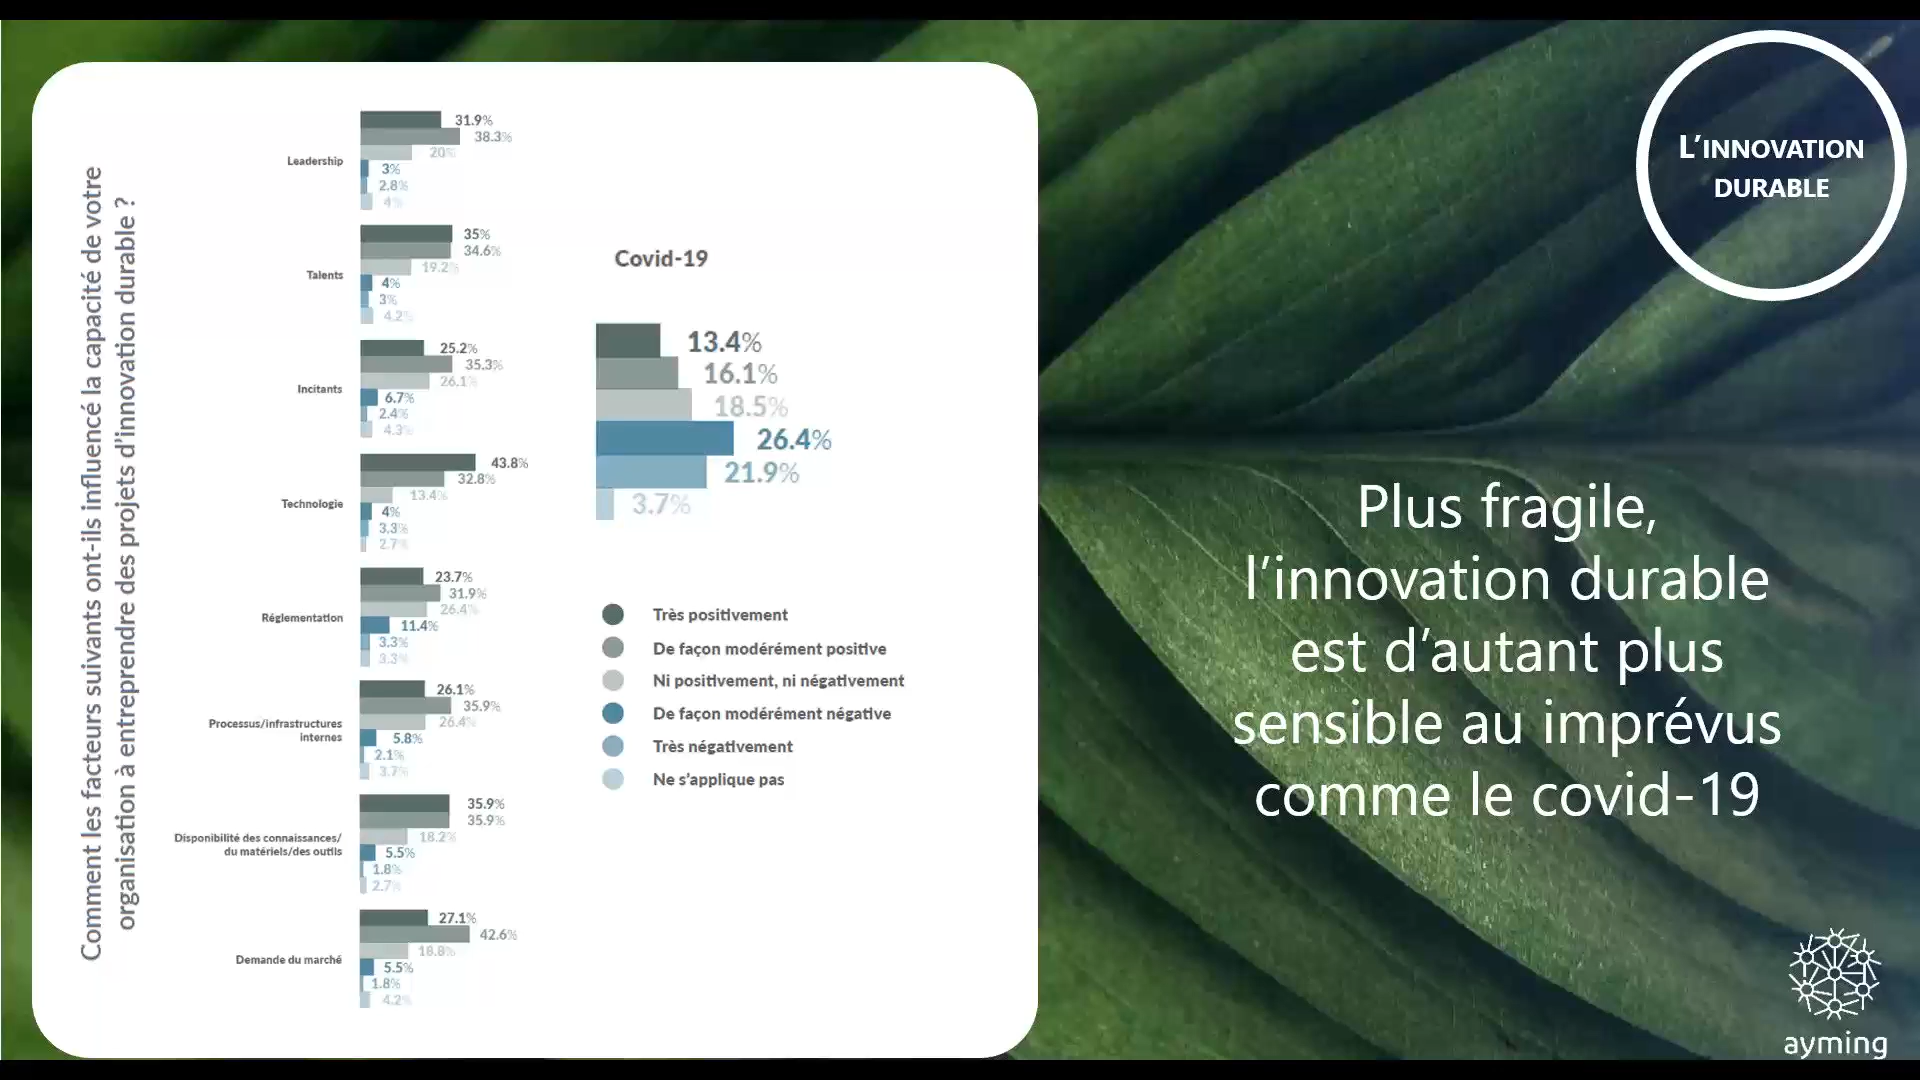 Comment les facteurs suivants ont-ils influencé la capacité de votre
organisation à entreprendre des projets d'innovation durable ?
Leadership
31.9%
38.3%
20%
3%
2.8%
4%
Talents
35%
34.6%
19.2%
4%
3%
4.2%
Incitants
25.2%
35.3%
26.1%
6.7%
2.4%
4.3%
Technologie
43.8%
32.8%
13.4%
4%
3.3%
2.7%
Réglementation
23.7%
31.9%
26.4%
11.4%
3.3%
3.3%
Processus/infrastructures
internes
26.1%
35.9%
26.4%
5.8%
2.1%
3.7%
Disponibilité des connaissances/
du matériels/des outils
35.9%
35.9%
18.2%
5.5%
1.8%
2.7%
Demande du marché
27.1%
42.6%
18.8%
5.5%
1.8%
4.2%
Covid-19
13.4%
16.1%
18.5%
26.4%
21.9%
3.7%
Très positivement
De façon modérément positive
Ni positivement, ni négativement
De façon modérément négative
Très négativement
Ne s'applique pas
L'INNOVATION
DURABLE
Plus fragile,
l'innovation durable
est d'autant plus
sensible au imprévus
comme le covid-19
ayming